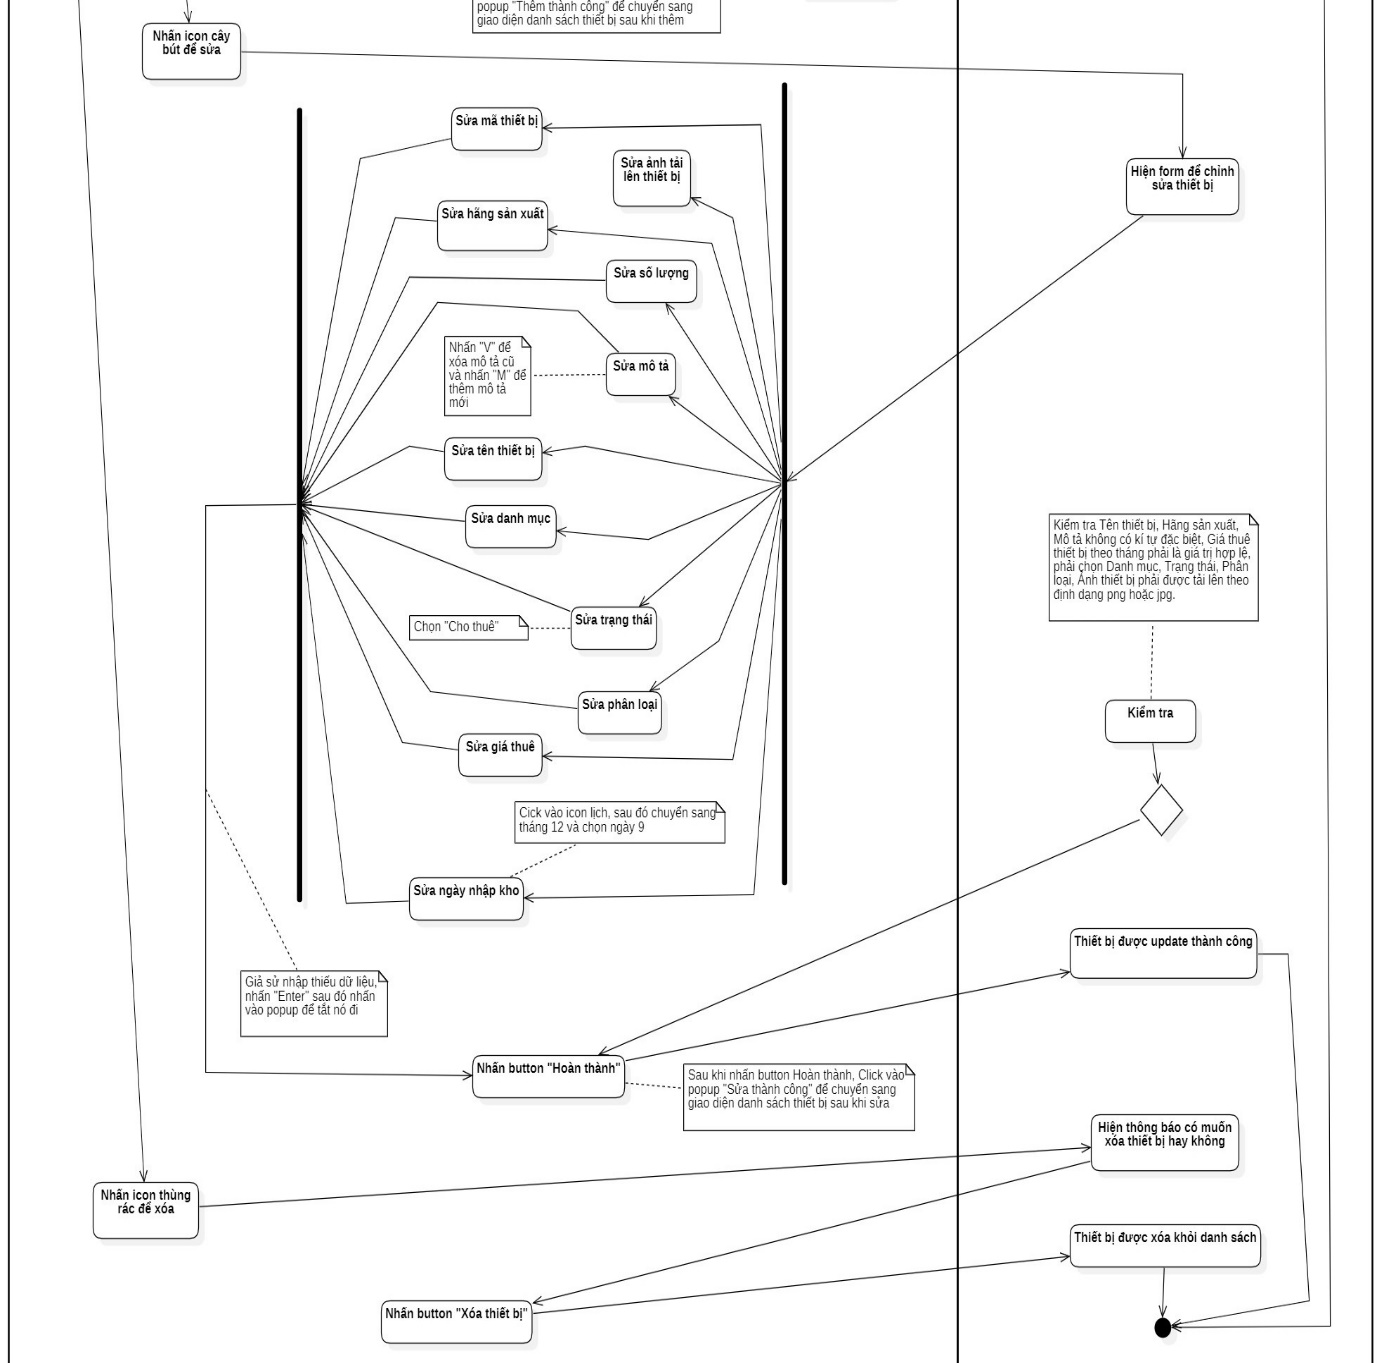 popup "Thêm thành công" để chuyển sang
giao diện danh sách thiết bị sau khi thêm
Nhấn icon cây
bút để sửa
Sửa mã thiết bị
Sửa ảnh tải
lên thiết bị
Hiện form để chỉnh
sửa thiết bị
Sửa hãng sản xuất
Sửa số lượng
Nhấn "V" để
xóa mô tả cũ
và nhấn "M" để
thêm mô tả
mới
Sửa mô tả
Sửa tên thiết bị
Sửa danh mục
Kiểm tra Tên thiết bị, Hãng sản xuất,
Mô tả không có kí tự đặc biệt, Giá thuê
thiết bị theo tháng phải là giá trị hợp lệ,
phải chọn Danh mục, Trạng thái, Phân
loại, Ảnh thiết bị phải được tải lên theo
định dạng png hoặc jpg.
Chọn "Cho thuê"
Sửa trạng thái
Sửa phân loại
Kiểm tra
Sửa giá thuê
Cick vào icon lịch, sau đó chuyển sang
tháng 12 và chọn ngày 9
Sửa ngày nhập kho
Thiết bị được update thành công
Giả sử nhập thiếu dữ liệu,
nhấn "Enter" sau đó nhấn
vào popup để tắt nó đi
Nhấn button "Hoàn thành"
Sau khi nhấn button Hoàn thành, Click vào
popup "Sửa thành công" để chuyển sang
giao diện danh sách thiết bị sau khi sửa
Hiện thông báo có muốn
xóa thiết bị hay không
Nhấn icon thùng
rác để xóa
Thiết bị được xóa khỏi danh sách
Nhấn button "Xóa thiết bị"